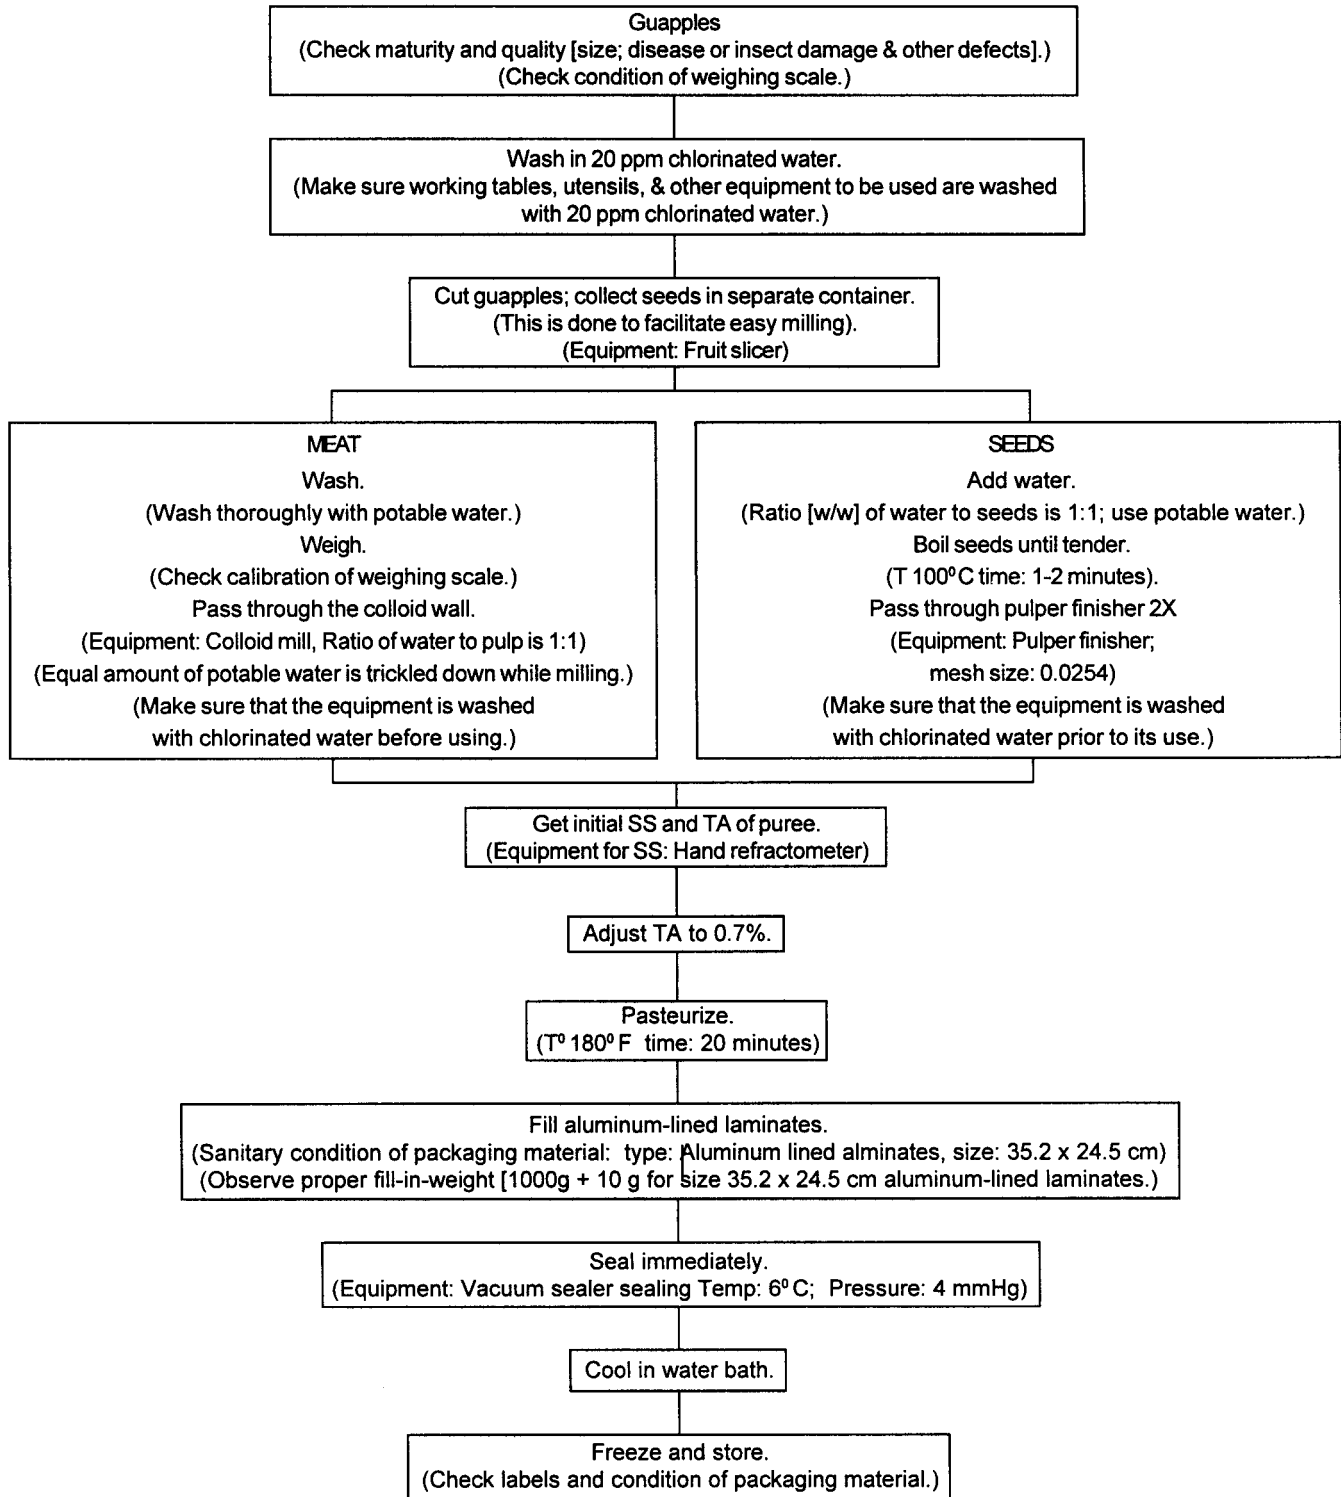 Guapples
(Check maturity and quality [size; disease or insect damage & other defects].)
(Check condition of weighing scale.)
Wash in 20 ppm chlorinated water.
(Make sure working tables, utensils, & other equipment to be used are washed
with 20 ppm chlorinated water.)
Cut guapples; collect seeds in separate container.
(This is done to facilitate easy milling).
(Equipment: Fruit slicer)
MEAT
Wash.
(Wash thoroughly with potable water.)
Weigh.
(Check calibration of weighing scale.)
Pass through the colloid wall.
(Equipment: Colloid mill, Ratio of water to pulp is 1:1)
(Equal amount of potable water is trickled down while milling.)
(Make sure that the equipment is washed
with chlorinated water before using.)
SEEDS
Add water.
(Ratio [w/w] of water to seeds is 1:1; use potable water.)
Boil seeds until tender.
(T 100⁰C time: 1-2 minutes).
Pass through pulper finisher 2X
(Equipment: Pulper finisher;
mesh size: 0.0254)
(Make sure that the equipment is washed
with chlorinated water prior to its use.)
Get initial SS and TA of puree.
(Equipment for SS: Hand refractometer)
Adjust TA to 0.7%.
Pasteurize.
(T⁰ 180⁰ F time: 20 minutes)
Fill aluminum-lined laminates.
(Sanitary condition of packaging material: type: Aluminum lined alminates, size: 35.2 x 24.5 cm)
(Observe proper fill-in-weight [1000g + 10 g for size 35.2 x 24.5 cm aluminum-lined laminates.)
Seal immediately.
(Equipment: Vacuum sealer sealing Temp: 6⁰ C; Pressure: 4 mmHg)
Cool in water bath.
Freeze and store.
(Check labels and condition of packaging material.)